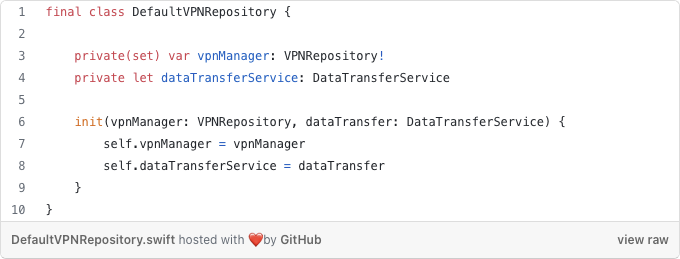 1 final class DefaultVPNRepository {
2
3 private(set) var vpnManager: VPNRepository!
4 private let dataTransferService: DataTransferService
5
6 init(vpnManager: VPNRepository, dataTransfer: DataTransferService) {
7 self.vpnManager = vpnManager
8 self.dataTransferService = dataTransfer
9 }
10 }
DefaultVPNRepository.swift hosted with ❤️by GitHub view raw